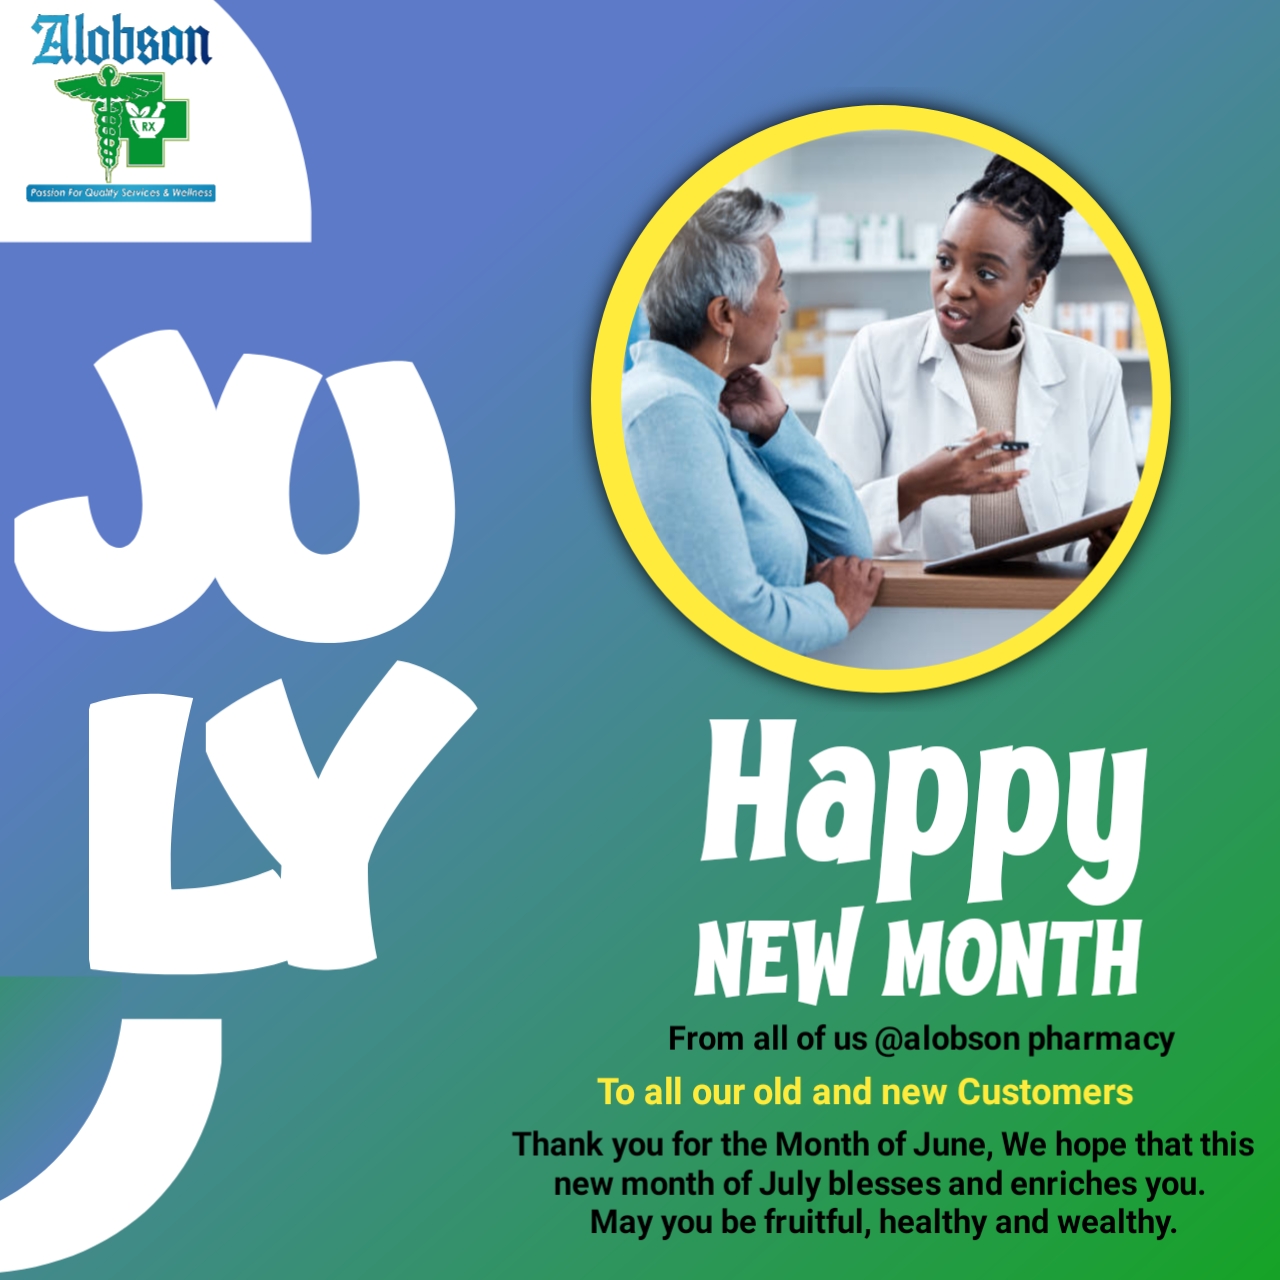 Alobson
RX
Passion For Quality Services & Wellness
JU
LY
Happy
NEW MONTH
From all of us @alobson pharmacy
To all our old and new Customers
Thank you for the Month of June, We hope that this
new month of July blesses and enriches you.
May you be fruitful, healthy and wealthy.